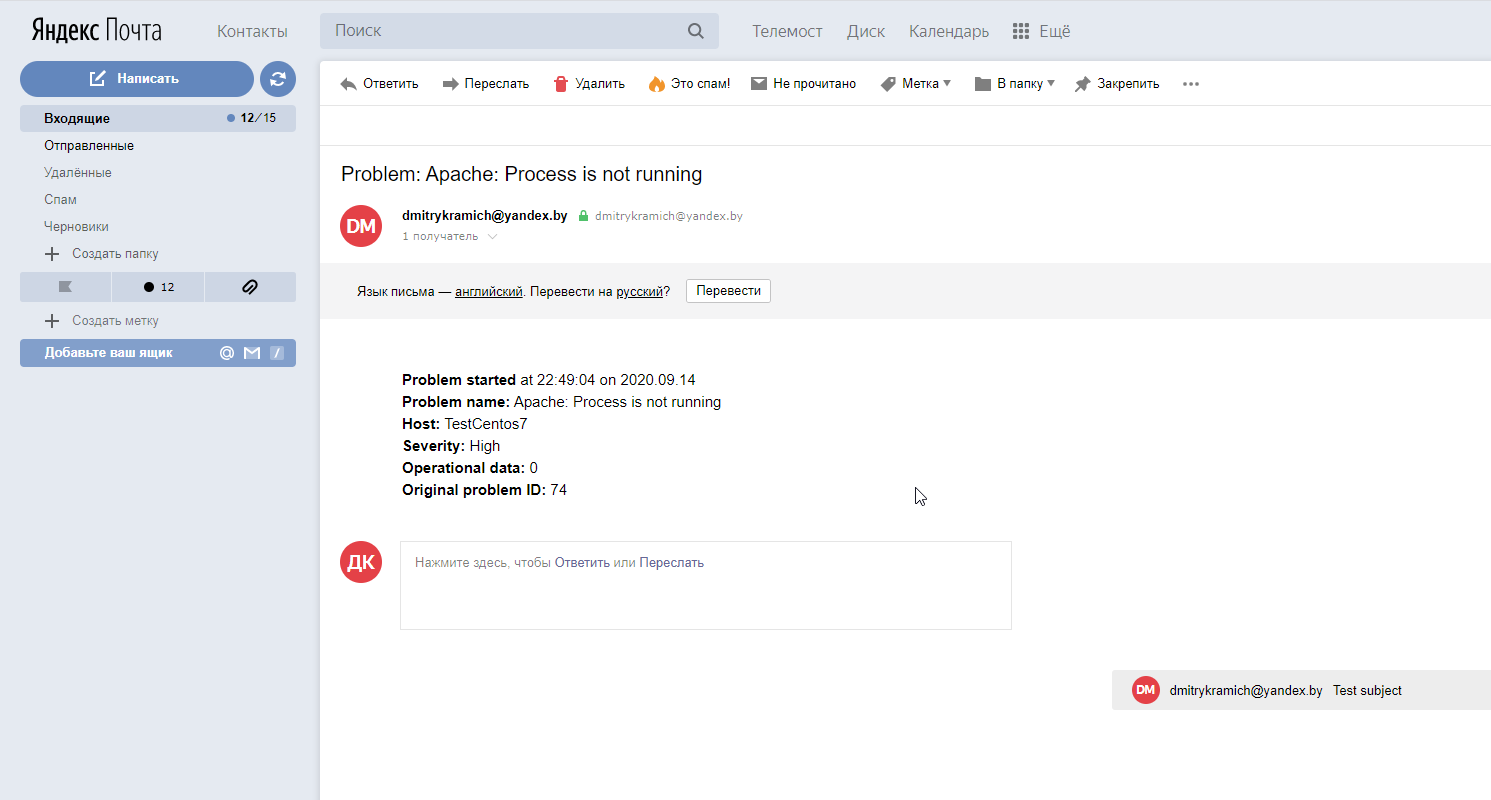 Яндекс Почта Контакты Поиск Телемост Диск Календарь Ещё
Написать
Ответить Переслать Удалить Это спам! Не прочитано Метка В папку Закрепить
Входящие 12/15
Отправленные
Удалённые
Спам
Черновики
Создать папку
12
Создать метку
Добавьте ваш ящик
Problem: Apache: Process is not running
DM dmitrykramich@yandex.by dmitrykramich@yandex.by
1 получатель
Язык письма — английский. Перевести на русский? Перевести
Problem started at 22:49:04 on 2020.09.14
Problem name: Apache: Process is not running
Host: TestCentos7
Severity: High
Operational data: 0
Original problem ID: 74
ДК Нажмите здесь, чтобы Ответить или Переслать
DM dmitrykramich@yandex.by Test subject